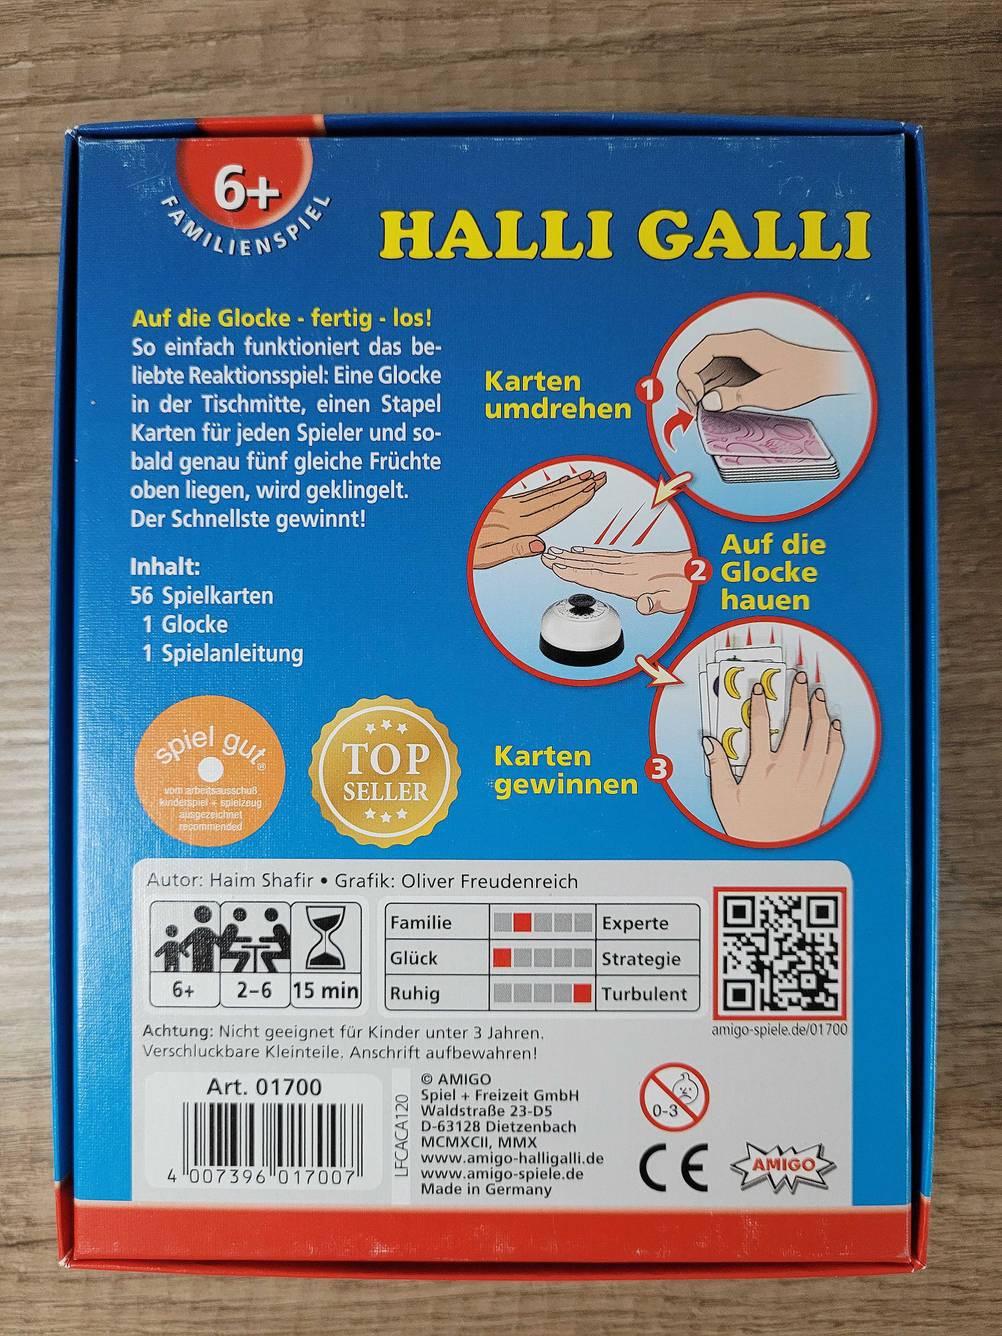 6+
FAMILIENSPIEL
HALLI GALLI
Auf die Glocke - fertig - los!
So einfach funktioniert das be-
liebte Reaktionsspiel: Eine Glocke
in der Tischmitte, einen Stapel
Karten für jeden Spieler und so-
bald genau fünf gleiche Früchte
oben liegen, wird geklingelt.
Der Schnellste gewinnt!
Inhalt:
56 Spielkarten
1 Glocke
1 Spielanleitung
Karten
umdrehen
1
2
Auf die
Glocke
hauen
Karten
gewinnen
3
spiel gut®
vom arbeitsausschuß
kinderspiel + spielzeug
ausgezeichnet
recommended
TOP
SELLER
Autor: Haim Shafir • Grafik: Oliver Freudenreich
6+ 2–6 15 min
Familie Experte
Glück Strategie
Ruhig Turbulent
amigo-spiele.de/01700
Achtung: Nicht geeignet für Kinder unter 3 Jahren.
Verschluckbare Kleinteile. Anschrift aufbewahren!
Art. 01700
4 007396 017007
LFCACA120
© AMIGO
Spiel + Freizeit GmbH
Waldstraße 23-D5
D-63128 Dietzenbach
MCMXCII, MMX
www.amigo-halligalli.de
www.amigo-spiele.de
Made in Germany
0-3
CE
AMIGO